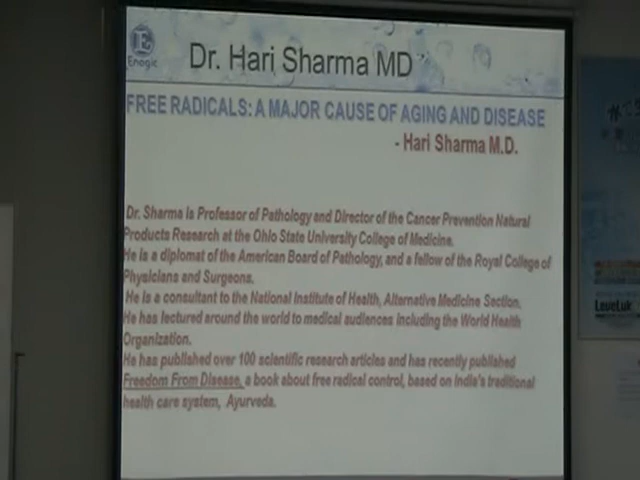 Enagic
Dr. Hari Sharma MD
FREE RADICALS: A MAJOR CAUSE OF AGING AND DISEASE
- Hari Sharma M.D.
Dr. Sharma is Professor of Pathology and Director of the Cancer Prevention Natural
Products Research at the Ohio State University College of Medicine.
He is a diplomat of the American Board of Pathology, and a fellow of the Royal College of
Physicians and Surgeons.
He is a consultant to the National Institute of Health, Alternative Medicine Section.
He has lectured around the world to medical audiences including the World Health
Organization.
He has published over 100 scientific research articles and has recently published
Freedom From Disease, a book about free radical control, based on India's traditional
health care system, Ayurveda.
LeveLuk